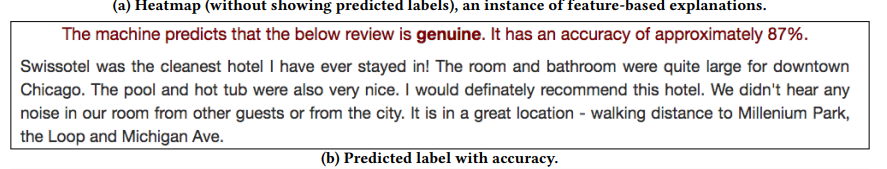 (a) Heatmap (without showing predicted labels), an instance of feature-based explanations.
The machine predicts that the below review is genuine. It has an accuracy of approximately 87%.
Swissotel was the cleanest hotel I have ever stayed in! The room and bathroom were quite large for downtown
Chicago. The pool and hot tub were also very nice. I would definately recommend this hotel. We didn't hear any
noise in our room from other guests or from the city. It is in a great location - walking distance to Millenium Park,
the Loop and Michigan Ave.
(b) Predicted label with accuracy.